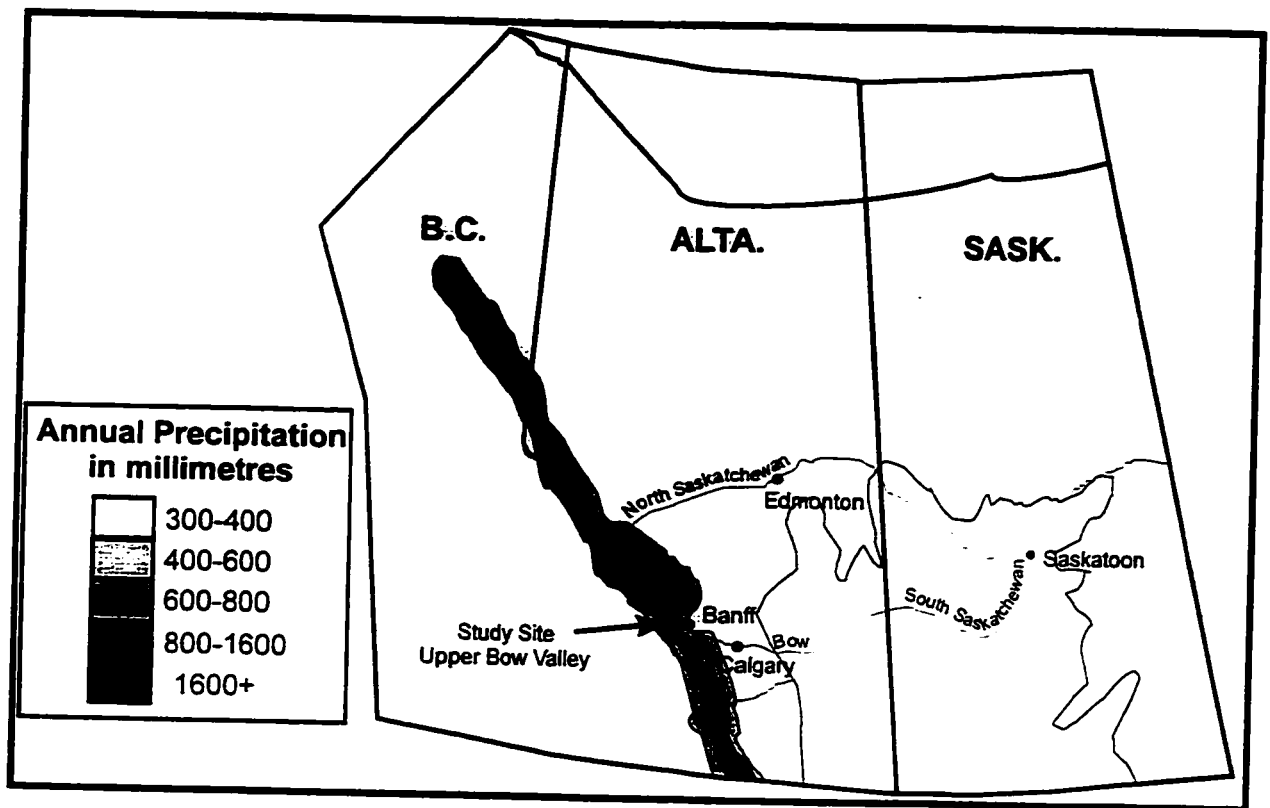 B.C.
ALTA.
SASK.
Annual Precipitation
in millimetres
300-400
400-600
600-800
800-1600
1600+
North Saskatchewan
Edmonton
Saskatoon
South Saskatchewan
Study Site
Upper Bow Valley
Banff
Bow
Calgary